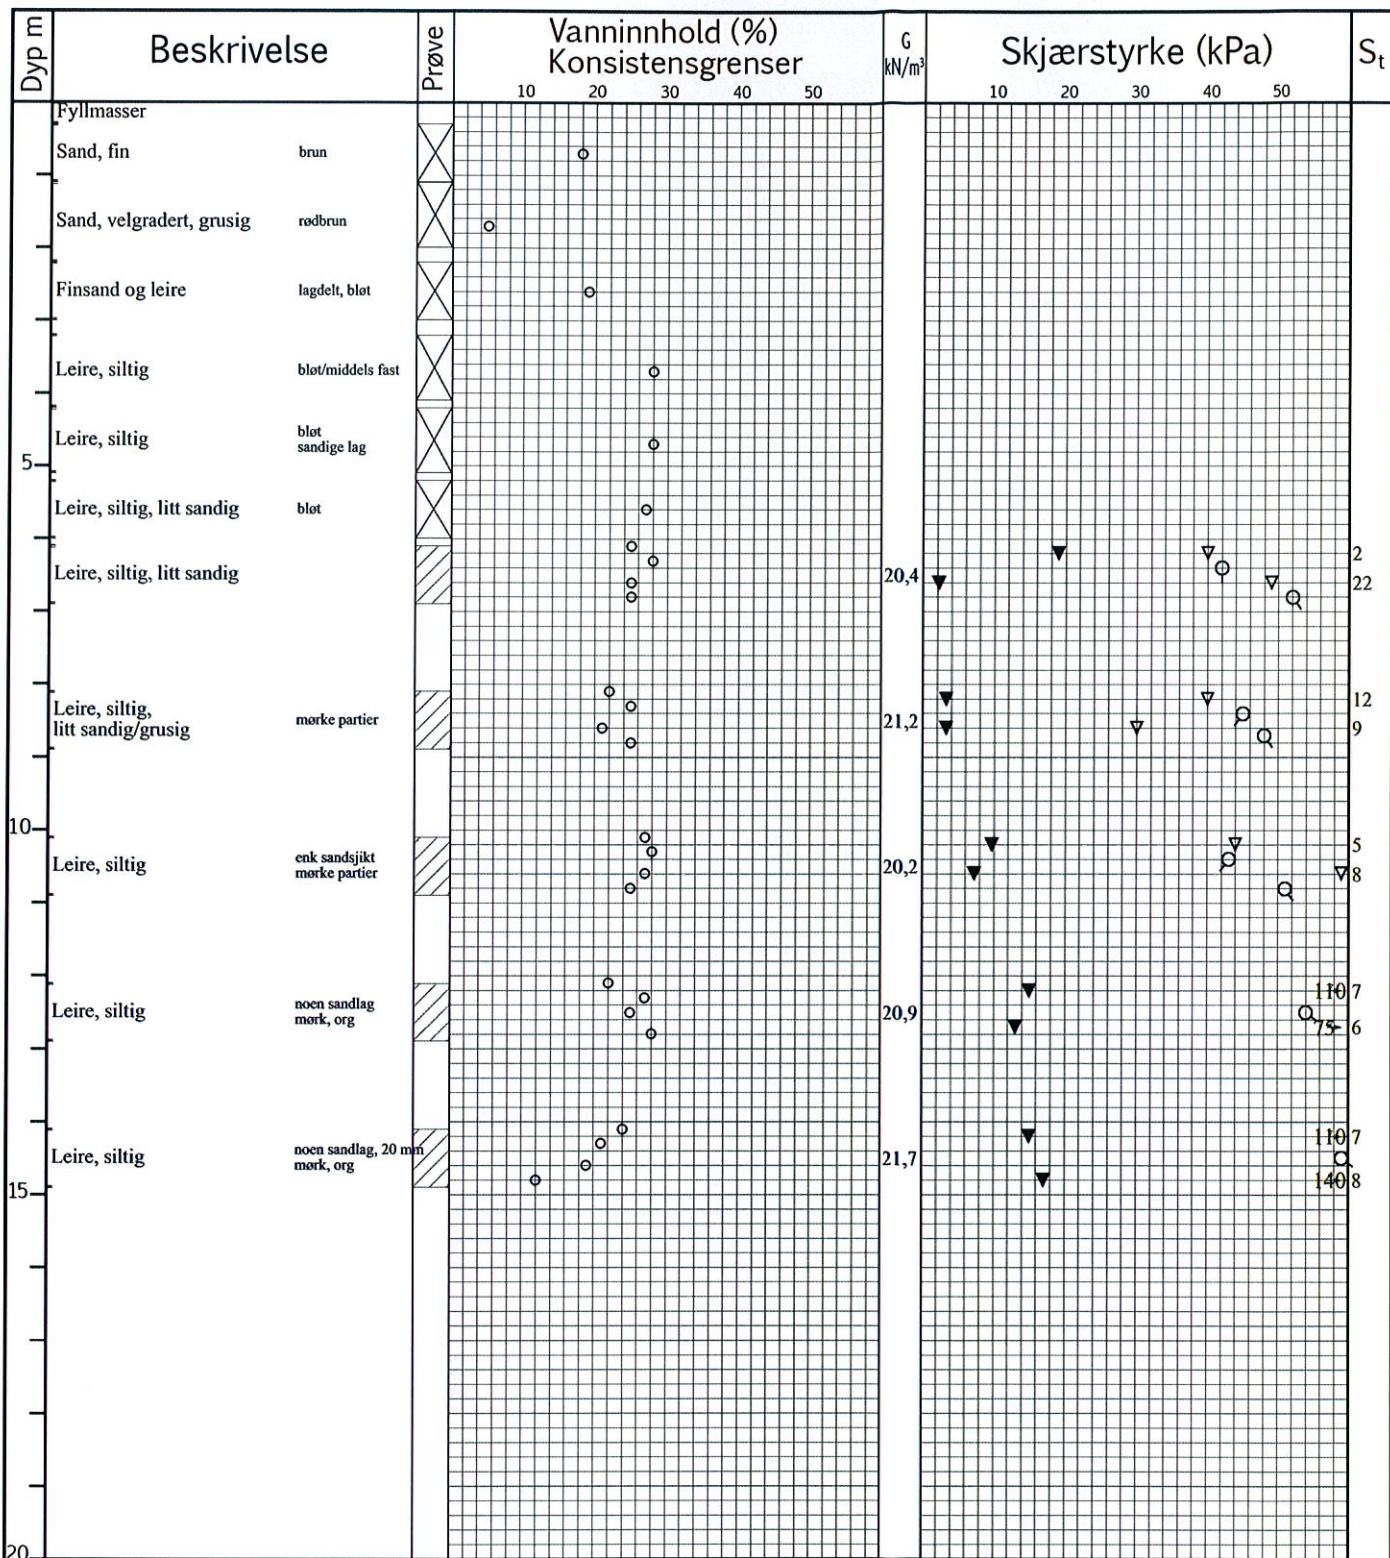 Dyp m
Beskrivelse
Prøve
Vanninnhold (%)
Konsistensgrenser
10 20 30 40 50
G
kN/m³
Skjærstyrke (kPa)
10 20 30 40 50
St
Fyllmasser
Sand, fin brun
Sand, velgradert, grusig rødbrun
Finsand og leire lagdelt, bløt
Leire, siltig bløt/middels fast
Leire, siltig bløt
sandige lag
5
Leire, siltig, litt sandig bløt
2
Leire, siltig, litt sandig 20,4 22
12
Leire, siltig,
litt sandig/grusig mørke partier 21,2 9
10
5
Leire, siltig enk sandsjikt
mørke partier 20,2 8
110 7
Leire, siltig noen sandlag
mørk, org 20,9 75 6
110 7
Leire, siltig noen sandlag, 20 mm
mørk, org 21,7
140 8
15
20